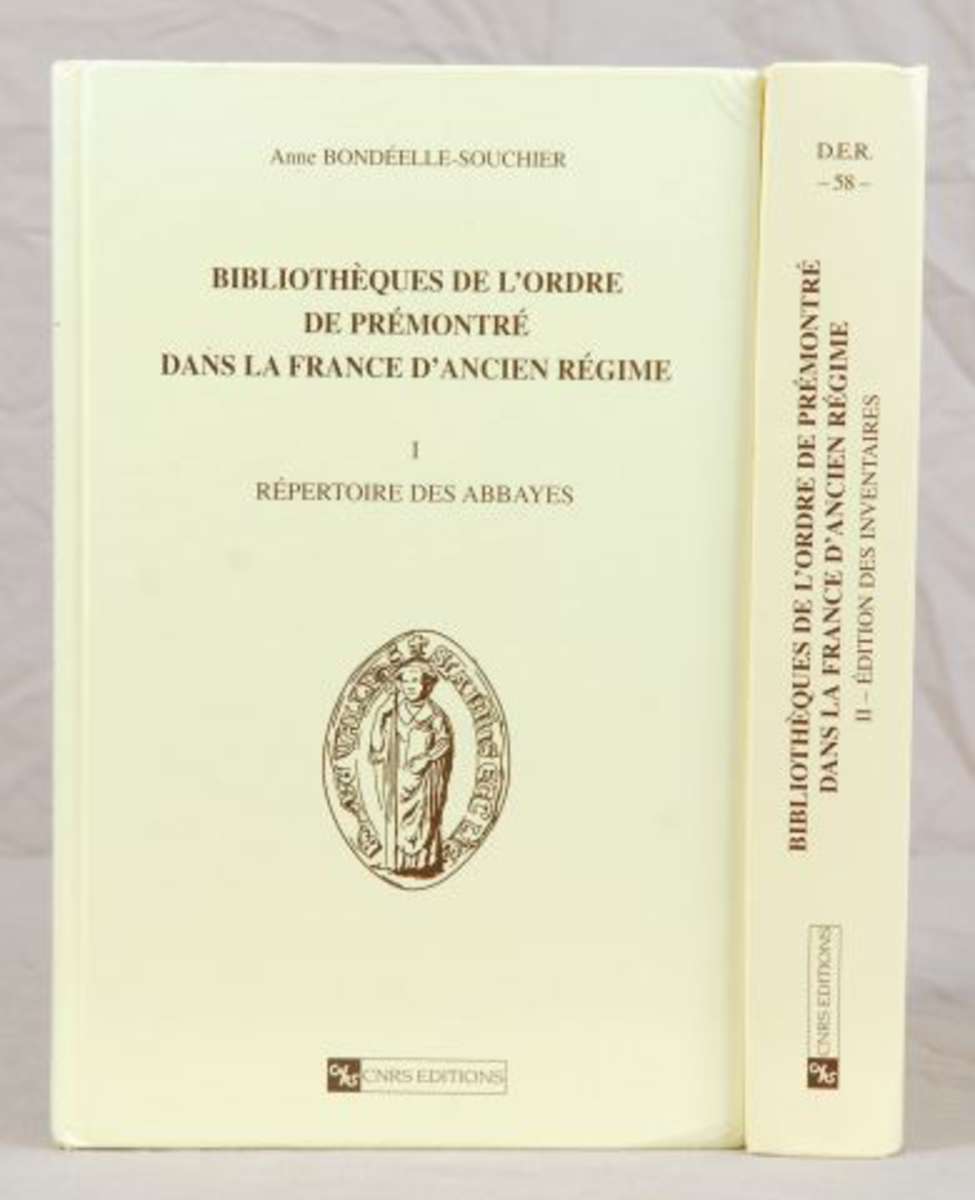 Anne BONDÉELLE-SOUCHIER
BIBLIOTHÈQUES DE L'ORDRE
DE PRÉMONTRÉ
DANS LA FRANCE D'ANCIEN RÉGIME
I
RÉPERTOIRE DES ABBAYES
CNRS EDITIONS
D.E.R.
– 58 –
BIBLIOTHÈQUES DE L'ORDRE DE PRÉMONTRÉ
DANS LA FRANCE D'ANCIEN RÉGIME
II – ÉDITION DES INVENTAIRES
CNRS EDITIONS